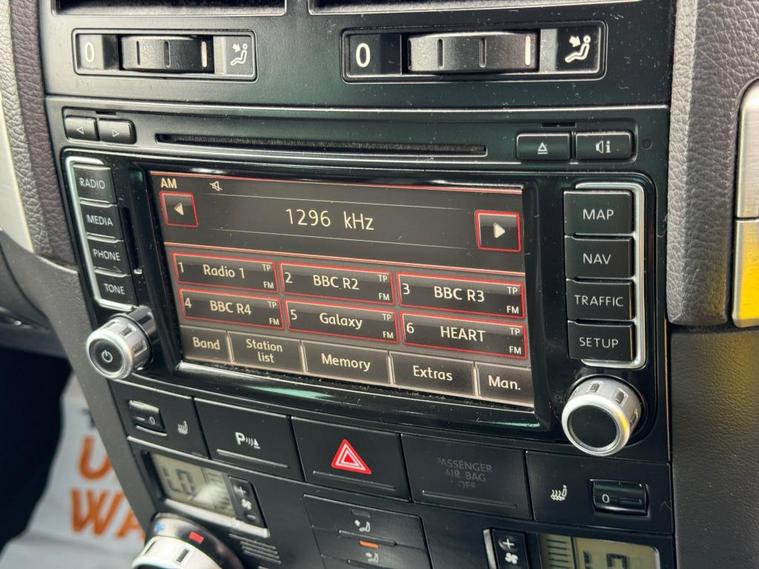 0
0
AM
1296 kHz
RADIO
MEDIA
PHONE
TONE
1 Radio 1 TP FM
2 BBC R2 TP FM
3 BBC R3 TP FM
4 BBC R4 FM
5 Galaxy TP FM
6 HEART TP FM
Band
Station list
Memory
Extras
Man.
MAP
NAV
TRAFFIC
SETUP
P
PASSENGER
AIR BAG
OFF
0
LO
LO